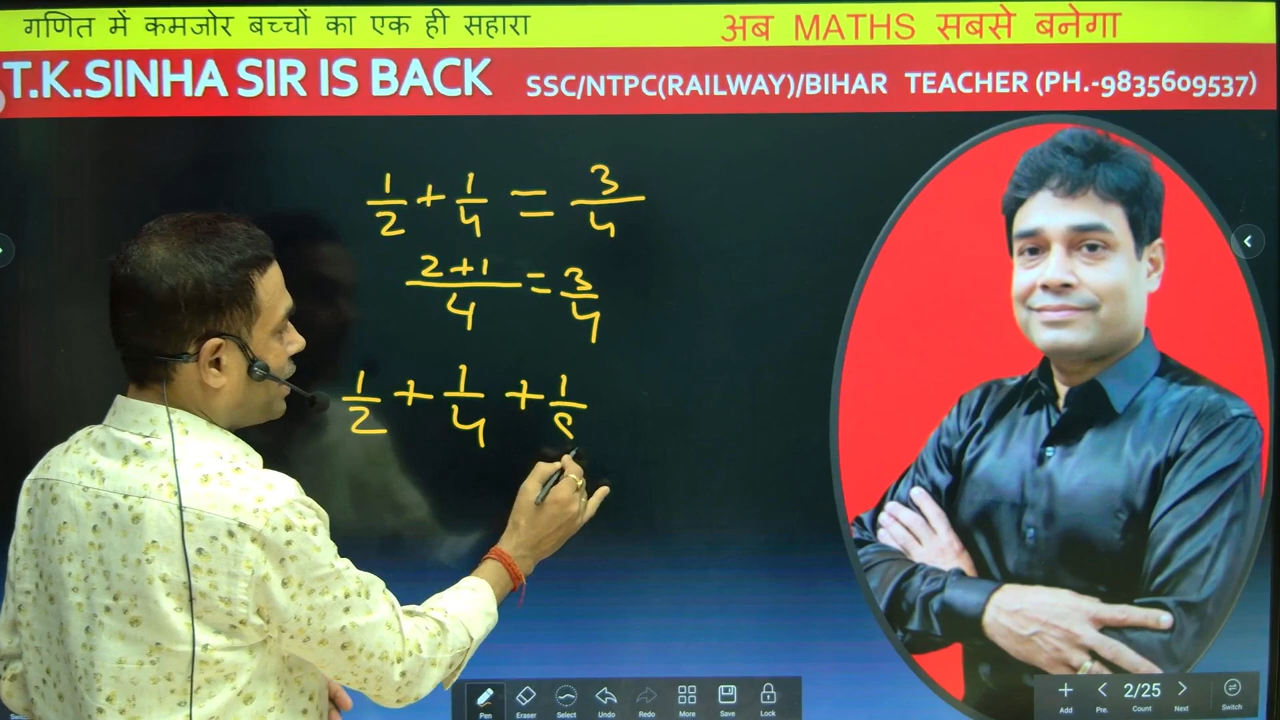 गणित में कमजोर बच्चों का एक ही सहारा अब MATHS सबसे बनेगा
T.K.SINHA SIR IS BACK SSC/NTPC(RAILWAY)/BIHAR TEACHER (PH.-9835609537)
1/2 + 1/4 = 3/4
2+1/4 = 3/4
1/2 + 1/4 + 1/8
Pen Eraser Select Undo Redo More Save Lock
Add Pre. 2/25 Count Next Switch